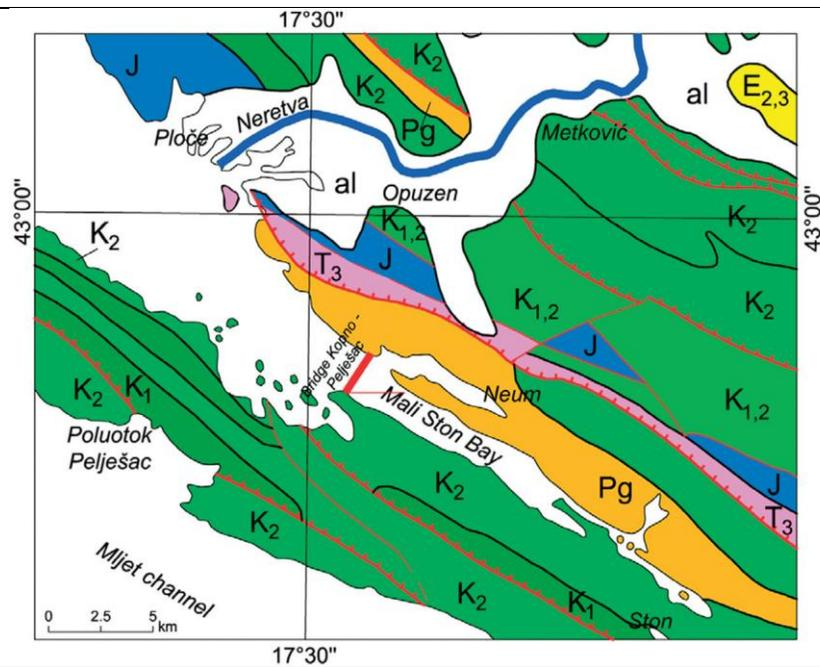 17°30"
J
K2
K2
Pg
al
E2,3
Neretva
Ploče
Metković
al
Opuzen
43°00"
43°00"
K2
K1,2
K2
J
T3
K1,2
K2
J
Bridge Kopno -
Pelješac
Neum
K1,2
K2
K1
Mali Ston Bay
Poluotok
Pelješac
K2
Pg
J
T3
K2
Mljet channel
K2
K1
Ston
0 2.5 5
km
17°30"